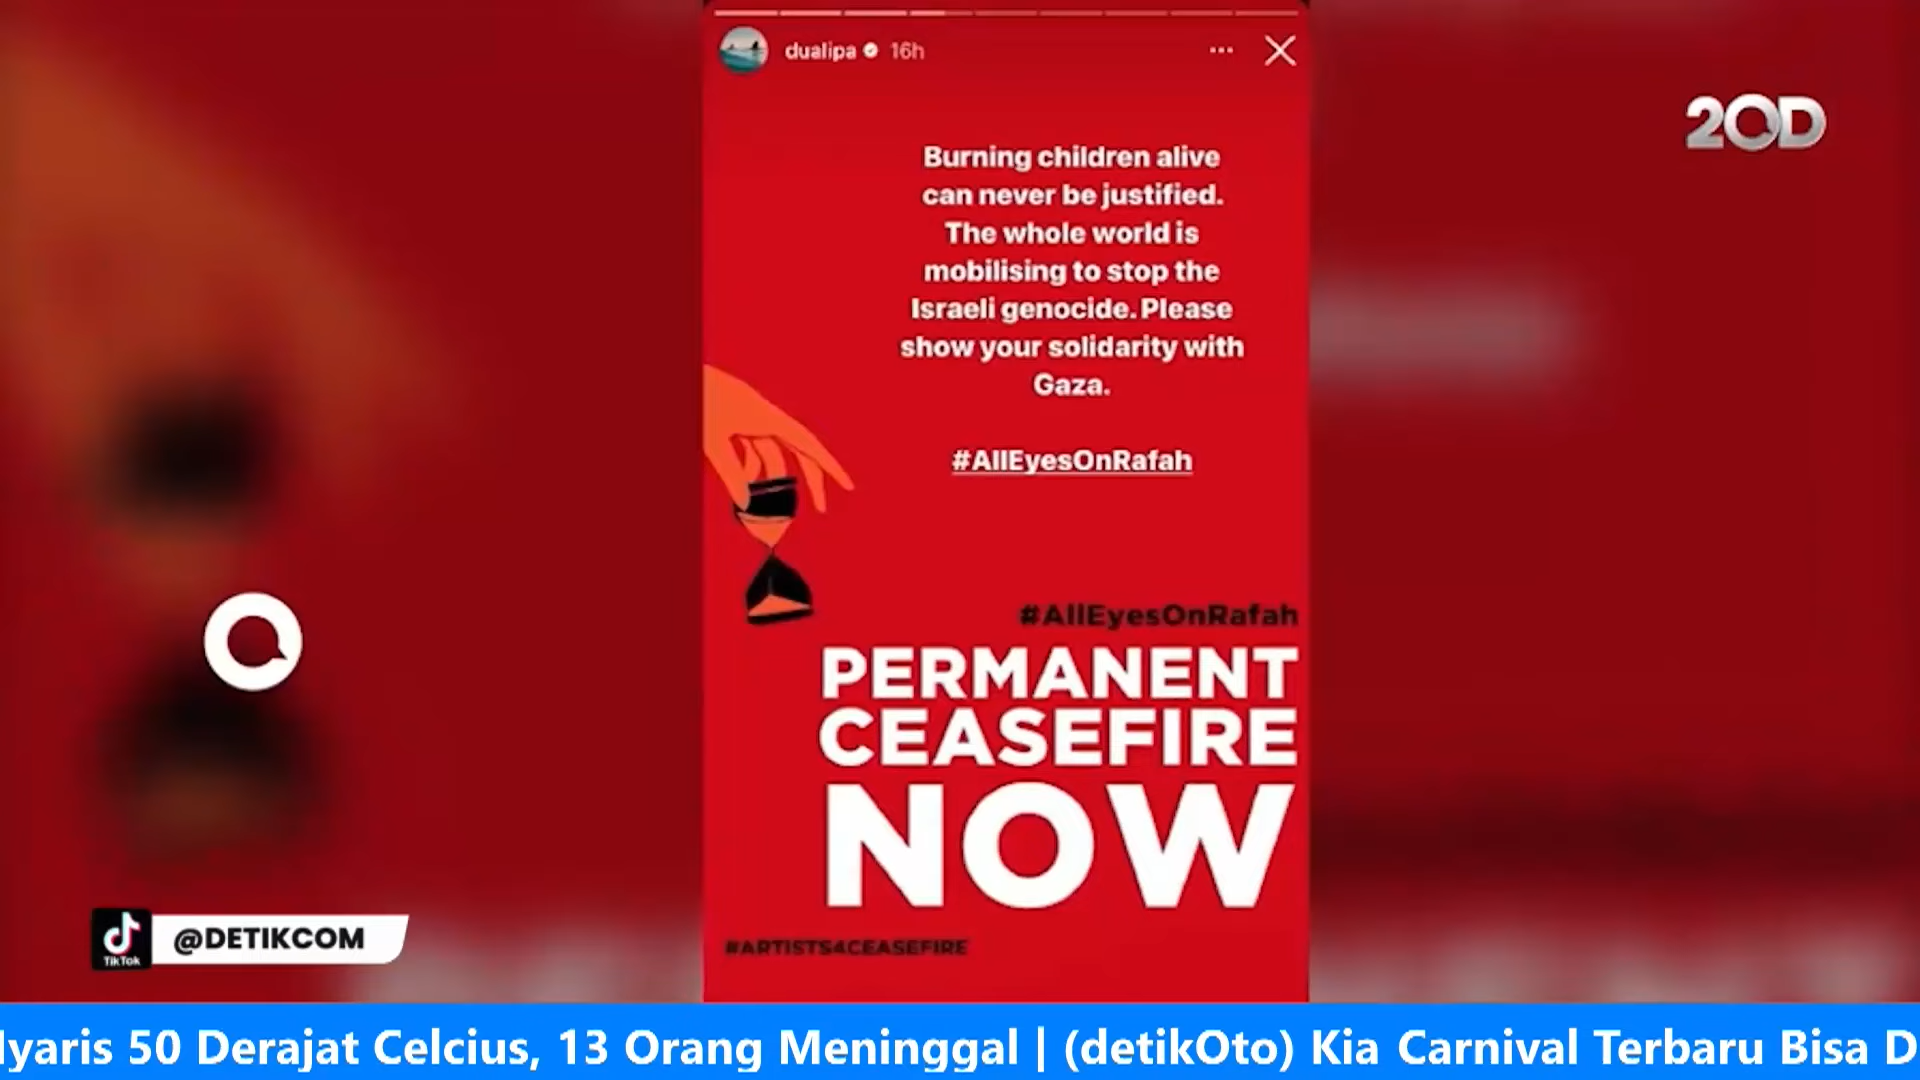 dualipa 16h
20D
Burning children alive
can never be justified.
The whole world is
mobilising to stop the
Israeli genocide. Please
show your solidarity with
Gaza.
#AllEyesOnRafah
#AllEyesOnRafah
PERMANENT
CEASEFIRE
NOW
#ARTISTS4CEASEFIRE
TikTok
@DETIKCOM
50 Derajat Celcius, 13 Orang Meninggal | (detikOto) Kia Carnival Terbaru Bisa